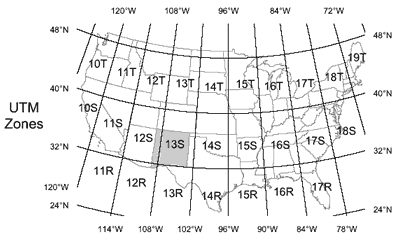 120°W 108°W 96°W 84°W 72°W
48°N 48°N
10T 11T 12T 13T 14T 15T 16T 17T 18T 19T
40°N 40°N
UTM
Zones
10S 11S 12S 13S 14S 15S 16S 17S 18S
32°N 32°N
11R 12R 13R 14R 15R 16R 17R
120°W
24°N 24°N
114°W 108°W 102°W 96°W 90°W 84°W 78°W